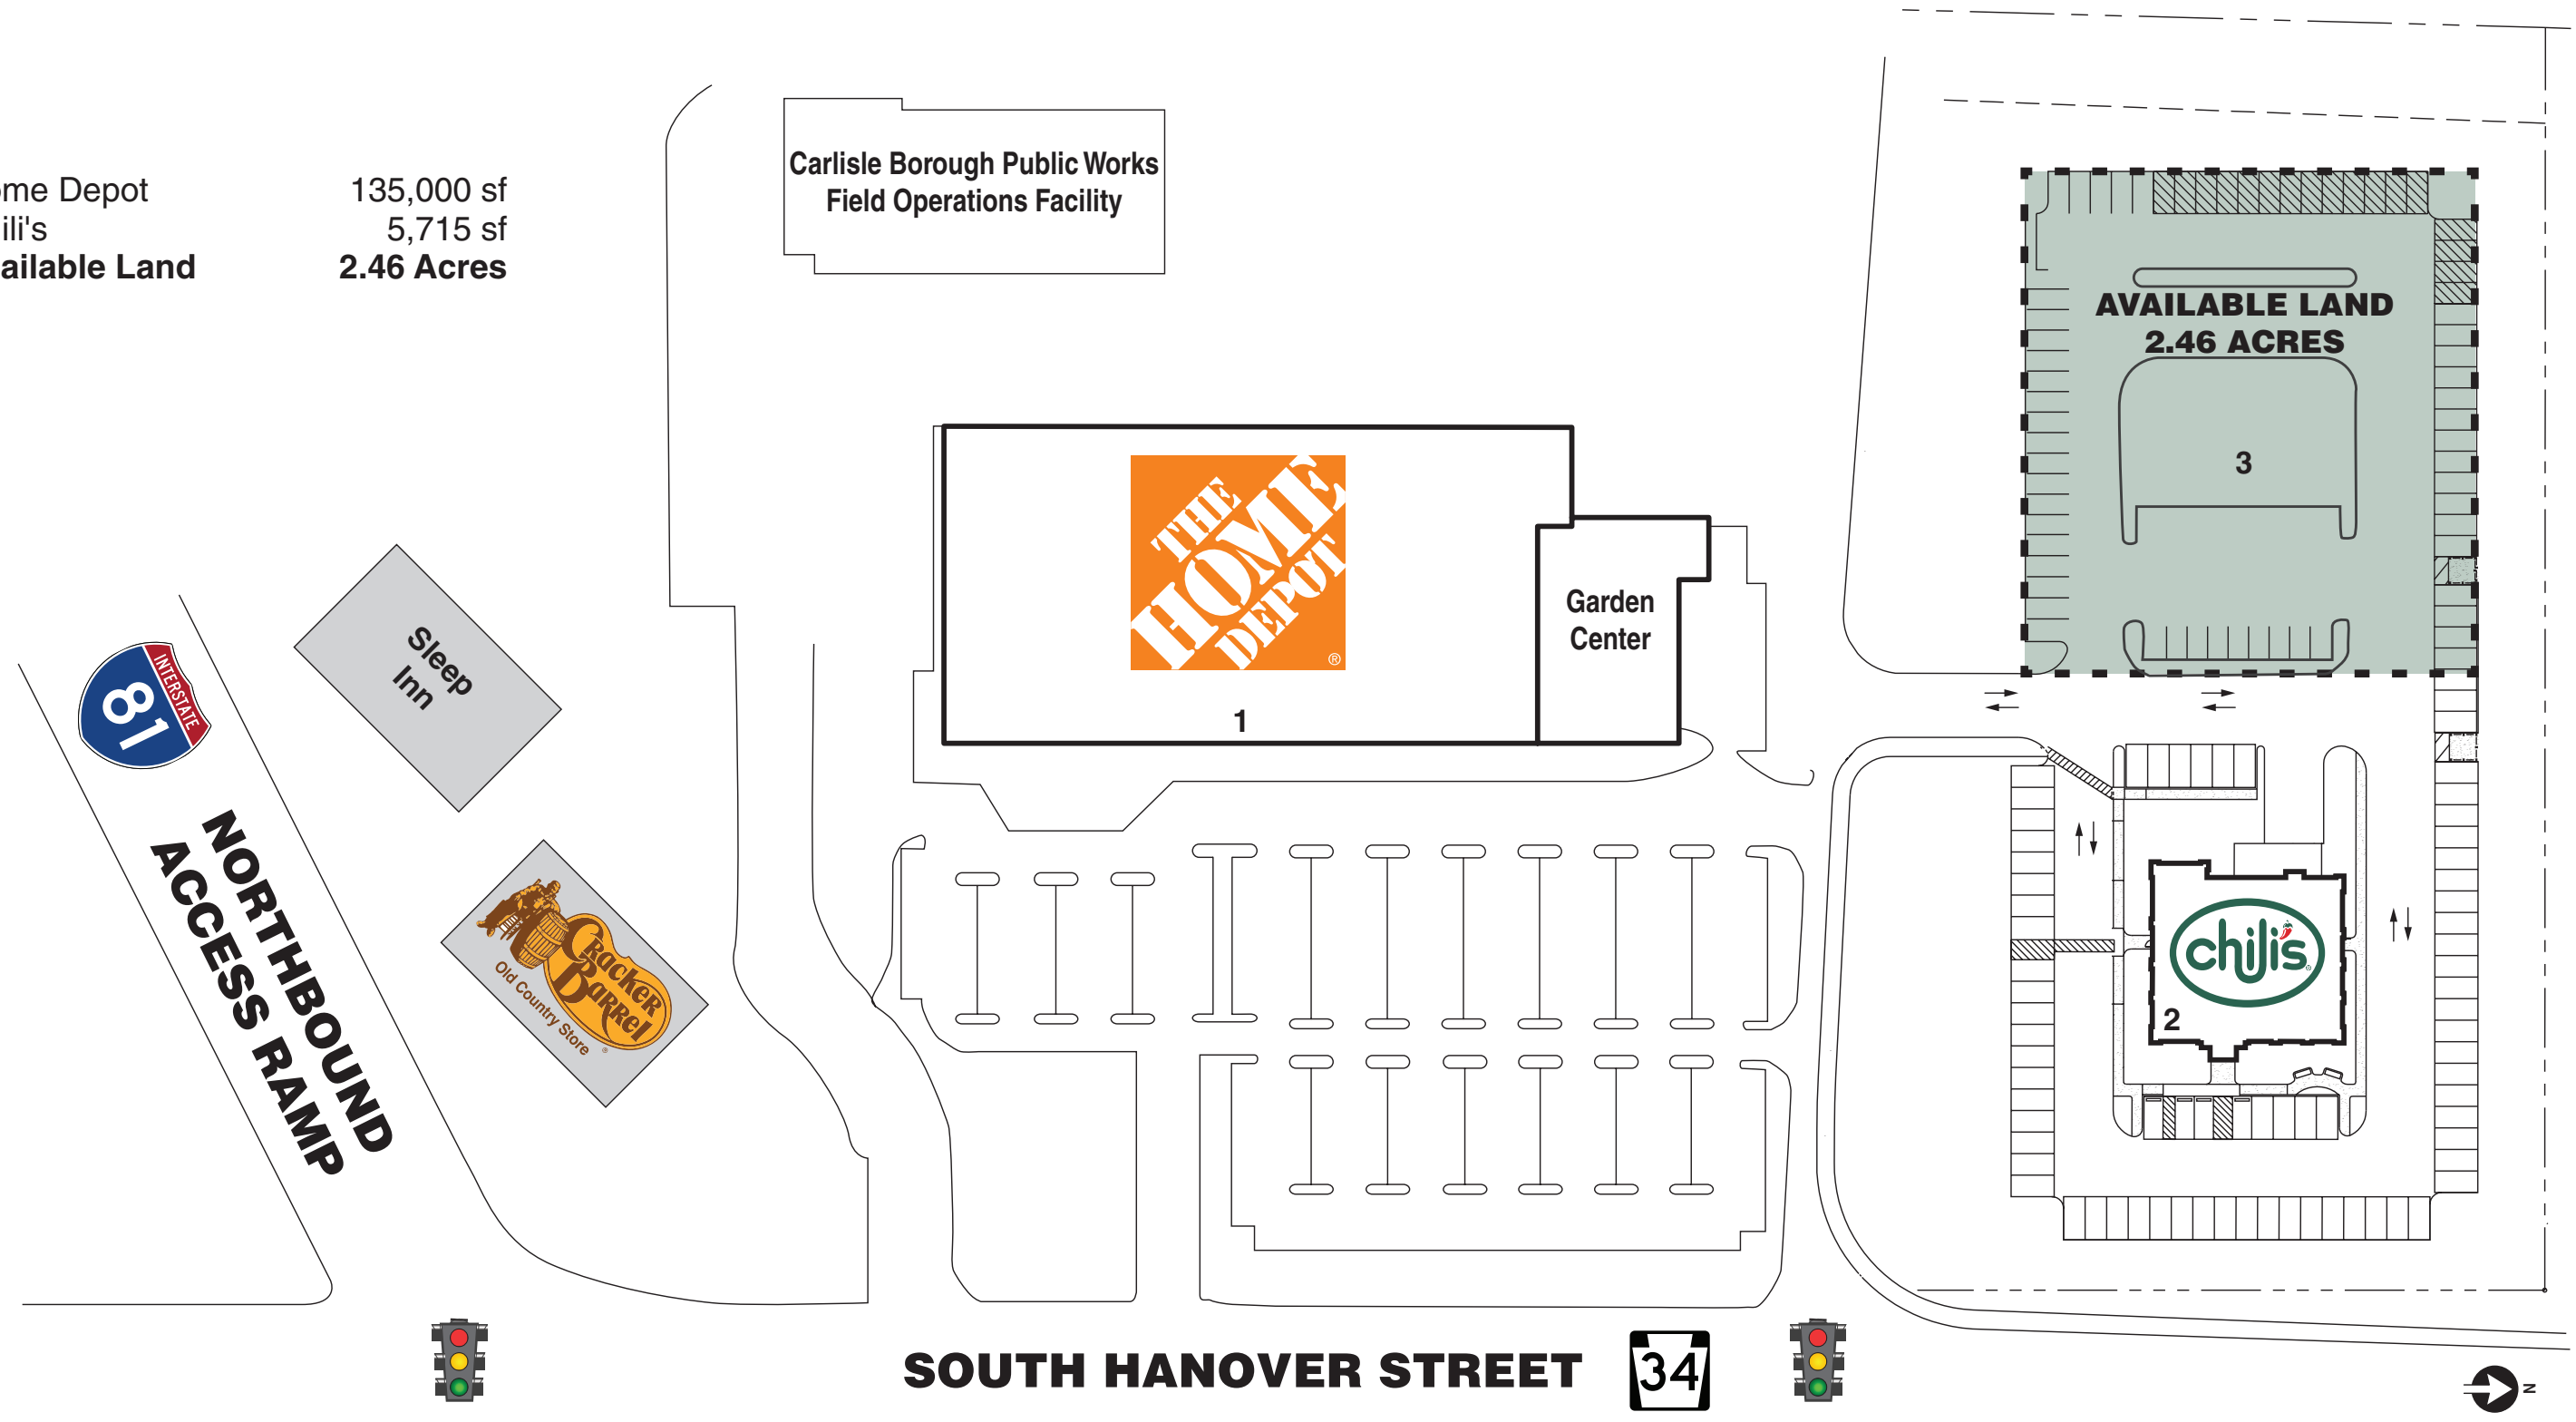 ome Depot 135,000 sf
ili's 5,715 sf
ailable Land 2.46 Acres
Carlisle Borough Public Works
Field Operations Facility
AVAILABLE LAND
2.46 ACRES
3
THE
HOME
DEPOT
®
1
Garden
Center
Sleep
Inn
INTERSTATE
81
NORTHBOUND
ACCESS RAMP
Cracker
Barrel
Old Country Store
®
chili's
®
2
SOUTH HANOVER STREET
34
N